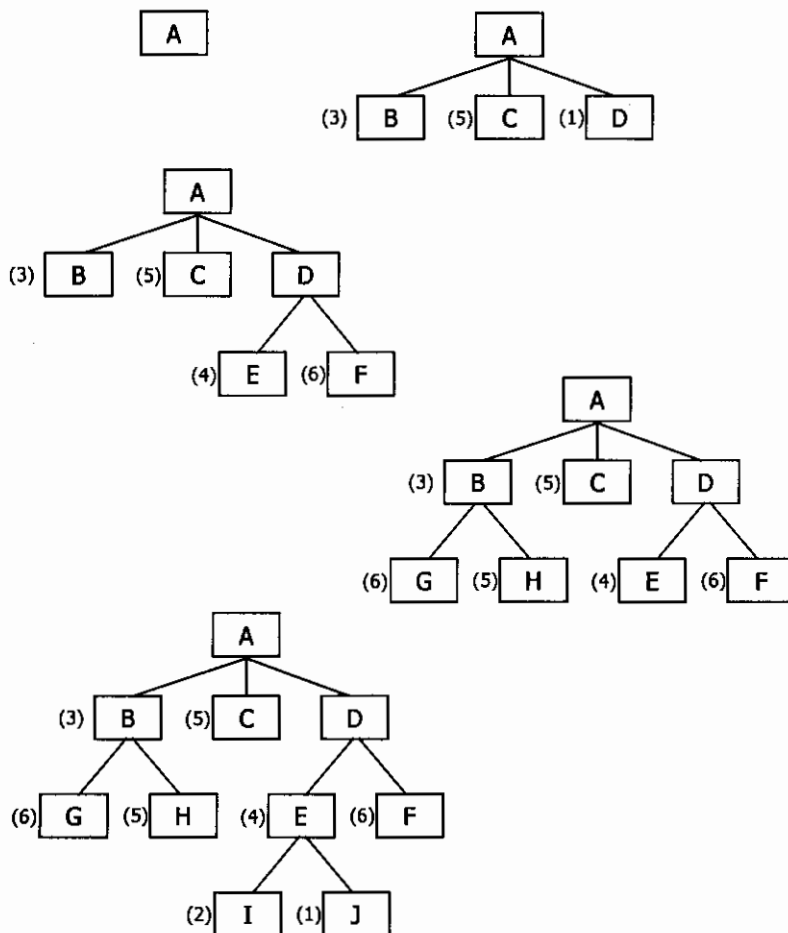 A
A
(3) B (5) C (1) D
A
(3) B (5) C D
(4) E (6) F
A
(3) B (5) C D
(6) G (5) H (4) E (6) F
A
(3) B (5) C D
(6) G (5) H (4) E (6) F
(2) I (1) J